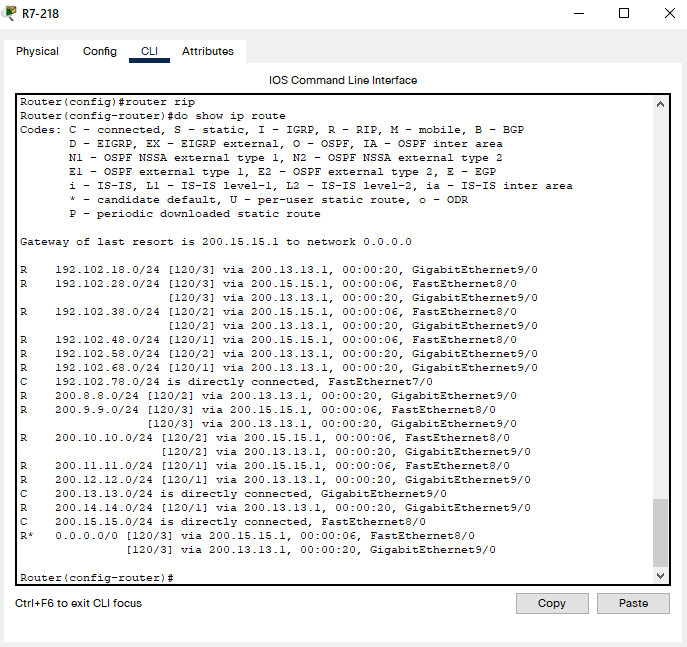 R7-218
Physical Config CLI Attributes
IOS Command Line Interface
Router(config)#router rip
Router(config-router)#do show ip route
Codes: C - connected, S - static, I - IGRP, R - RIP, M - mobile, B - BGP
       D - EIGRP, EX - EIGRP external, O - OSPF, IA - OSPF inter area
       N1 - OSPF NSSA external type 1, N2 - OSPF NSSA external type 2
       E1 - OSPF external type 1, E2 - OSPF external type 2, E - EGP
       i - IS-IS, L1 - IS-IS level-1, L2 - IS-IS level-2, ia - IS-IS inter area
       * - candidate default, U - per-user static route, o - ODR
       P - periodic downloaded static route
Gateway of last resort is 200.15.15.1 to network 0.0.0.0
R    192.102.18.0/24 [120/3] via 200.13.13.1, 00:00:20, GigabitEthernet9/0
R    192.102.28.0/24 [120/3] via 200.15.15.1, 00:00:06, FastEthernet8/0
                     [120/3] via 200.13.13.1, 00:00:20, GigabitEthernet9/0
R    192.102.38.0/24 [120/2] via 200.15.15.1, 00:00:06, FastEthernet8/0
                     [120/2] via 200.13.13.1, 00:00:20, GigabitEthernet9/0
R    192.102.48.0/24 [120/1] via 200.15.15.1, 00:00:06, FastEthernet8/0
R    192.102.58.0/24 [120/2] via 200.13.13.1, 00:00:20, GigabitEthernet9/0
R    192.102.68.0/24 [120/1] via 200.13.13.1, 00:00:20, GigabitEthernet9/0
C    192.102.78.0/24 is directly connected, FastEthernet7/0
R    200.8.8.0/24 [120/2] via 200.13.13.1, 00:00:20, GigabitEthernet9/0
R    200.9.9.0/24 [120/3] via 200.15.15.1, 00:00:06, FastEthernet8/0
                  [120/3] via 200.13.13.1, 00:00:20, GigabitEthernet9/0
R    200.10.10.0/24 [120/2] via 200.15.15.1, 00:00:06, FastEthernet8/0
                    [120/2] via 200.13.13.1, 00:00:20, GigabitEthernet9/0
R    200.11.11.0/24 [120/1] via 200.15.15.1, 00:00:06, FastEthernet8/0
R    200.12.12.0/24 [120/1] via 200.13.13.1, 00:00:20, GigabitEthernet9/0
C    200.13.13.0/24 is directly connected, GigabitEthernet9/0
R    200.14.14.0/24 [120/1] via 200.13.13.1, 00:00:20, GigabitEthernet9/0
C    200.15.15.0/24 is directly connected, FastEthernet8/0
R*   0.0.0.0/0 [120/3] via 200.15.15.1, 00:00:06, FastEthernet8/0
               [120/3] via 200.13.13.1, 00:00:20, GigabitEthernet9/0
Router(config-router)#
Ctrl+F6 to exit CLI focus
Copy Paste